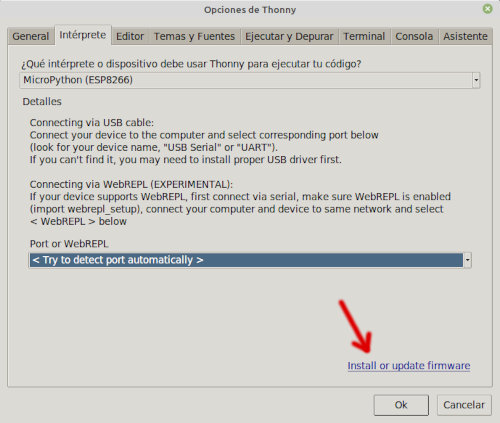 Opciones de Thonny
General Intérprete Editor Temas y Fuentes Ejecutar y Depurar Terminal Consola Asistente
¿Qué intérprete o dispositivo debe usar Thonny para ejecutar tu código?
MicroPython (ESP8266)
Detalles
Connecting via USB cable:
Connect your device to the computer and select corresponding port below
(look for your device name, "USB Serial" or "UART").
If you can't find it, you may need to install proper USB driver first.
Connecting via WebREPL (EXPERIMENTAL):
If your device supports WebREPL, first connect via serial, make sure WebREPL is enabled
(import webrepl_setup), connect your computer and device to same network and select
< WebREPL > below
Port or WebREPL
< Try to detect port automatically >
Install or update firmware
Ok Cancelar